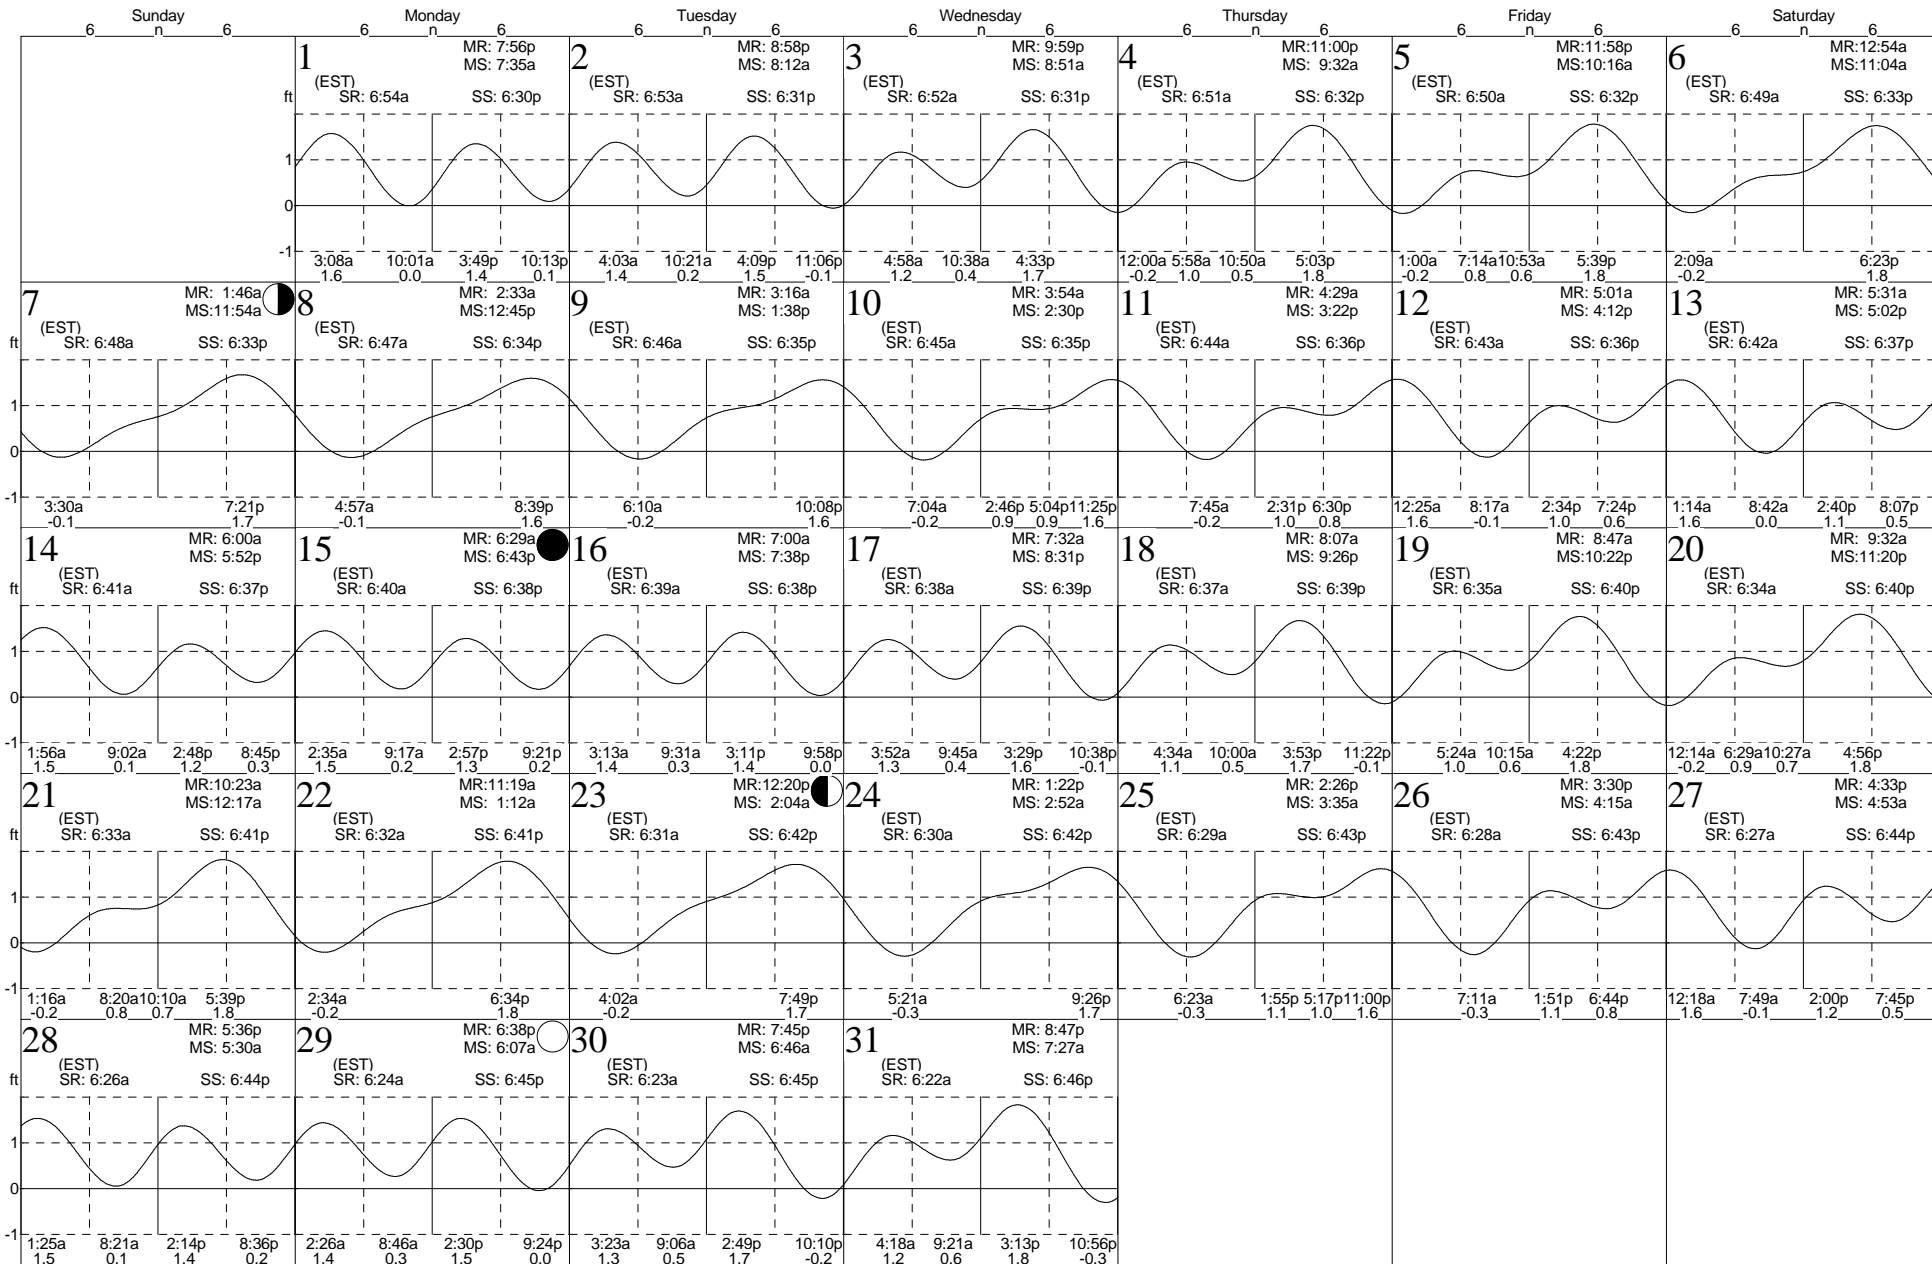 Sunday Monday Tuesday Wednesday Thursday Friday Saturday
6 n 6 6 n 6 6 n 6 6 n 6 6 n 6 6 n 6 6 n 6
1 MR: 7:56p
MS: 7:35a
(EST)
SR: 6:54a SS: 6:30p
ft
1
0
-1
3:08a 10:01a 3:49p 10:13p
1.6 0.0 1.4 0.1
2 MR: 8:58p
MS: 8:12a
(EST)
SR: 6:53a SS: 6:31p
4:03a 10:21a 4:09p 11:06p
1.4 0.2 1.5 -0.1
3 MR: 9:59p
MS: 8:51a
(EST)
SR: 6:52a SS: 6:31p
4:58a 10:38a 4:33p
1.2 0.4 1.7
4 MR:11:00p
MS: 9:32a
(EST)
SR: 6:51a SS: 6:32p
12:00a 5:58a 10:50a 5:03p
-0.2 1.0 0.5 1.8
5 MR:11:58p
MS:10:16a
(EST)
SR: 6:50a SS: 6:32p
1:00a 7:14a 10:53a 5:39p
-0.2 0.8 0.6 1.8
6 MR:12:54a
MS:11:04a
(EST)
SR: 6:49a SS: 6:33p
2:09a 6:23p
-0.2 1.8
7 MR: 1:46a
MS:11:54a
(EST)
SR: 6:48a SS: 6:33p
ft
1
0
-1
3:30a 7:21p
-0.1 1.7
8 MR: 2:33a
MS:12:45p
(EST)
SR: 6:47a SS: 6:34p
4:57a 8:39p
-0.1 1.6
9 MR: 3:16a
MS: 1:38p
(EST)
SR: 6:46a SS: 6:35p
6:10a 10:08p
-0.2 1.6
10 MR: 3:54a
MS: 2:30p
(EST)
SR: 6:45a SS: 6:35p
7:04a 2:46p 5:04p 11:25p
-0.2 0.9 0.9 1.6
11 MR: 4:29a
MS: 3:22p
(EST)
SR: 6:44a SS: 6:36p
7:45a 2:31p 6:30p
-0.2 1.0 0.8
12 MR: 5:01a
MS: 4:12p
(EST)
SR: 6:43a SS: 6:36p
12:25a 8:17a 2:34p 7:24p
1.6 -0.1 1.0 0.6
13 MR: 5:31a
MS: 5:02p
(EST)
SR: 6:42a SS: 6:37p
1:14a 8:42a 2:40p 8:07p
1.6 0.0 1.1 0.5
14 MR: 6:00a
MS: 5:52p
(EST)
SR: 6:41a SS: 6:37p
ft
1
0
-1
1:56a 9:02a 2:48p 8:45p
1.5 0.1 1.2 0.3
15 MR: 6:29a
MS: 6:43p
(EST)
SR: 6:40a SS: 6:38p
2:35a 9:17a 2:57p 9:21p
1.5 0.2 1.3 0.2
16 MR: 7:00a
MS: 7:38p
(EST)
SR: 6:39a SS: 6:38p
3:13a 9:31a 3:11p 9:58p
1.4 0.3 1.4 0.0
17 MR: 7:32a
MS: 8:31p
(EST)
SR: 6:38a SS: 6:39p
3:52a 9:45a 3:29p 10:38p
1.3 0.4 1.6 -0.1
18 MR: 8:07a
MS: 9:26p
(EST)
SR: 6:37a SS: 6:39p
4:34a 10:00a 3:53p 11:22p
1.1 0.5 1.7 -0.1
19 MR: 8:47a
MS:10:22p
(EST)
SR: 6:35a SS: 6:40p
5:24a 10:15a 4:22p
1.0 0.6 1.8
20 MR: 9:32a
MS:11:20p
(EST)
SR: 6:34a SS: 6:40p
12:14a 6:29a 10:27a 4:56p
-0.2 0.9 0.7 1.8
21 MR:10:23a
MS:12:17a
(EST)
SR: 6:33a SS: 6:41p
ft
1
0
-1
1:16a 8:20a 10:10a 5:39p
-0.2 0.8 0.7 1.8
22 MR:11:19a
MS: 1:12a
(EST)
SR: 6:32a SS: 6:41p
2:34a 6:34p
-0.2 1.8
23 MR:12:20p
MS: 2:04a
(EST)
SR: 6:31a SS: 6:42p
4:02a 7:49p
-0.2 1.7
24 MR: 1:22p
MS: 2:52a
(EST)
SR: 6:30a SS: 6:42p
5:21a 9:26p
-0.3 1.7
25 MR: 2:26p
MS: 3:35a
(EST)
SR: 6:29a SS: 6:43p
6:23a 1:55p 5:17p 11:00p
-0.3 1.1 1.0 1.6
26 MR: 3:30p
MS: 4:15a
(EST)
SR: 6:28a SS: 6:43p
7:11a 1:51p 6:44p
-0.3 1.1 0.8
27 MR: 4:33p
MS: 4:53a
(EST)
SR: 6:27a SS: 6:44p
12:18a 7:49a 2:00p 7:45p
1.6 -0.1 1.2 0.5
28 MR: 5:36p
MS: 5:30a
(EST)
SR: 6:26a SS: 6:44p
ft
1
0
-1
1:25a 8:21a 2:14p 8:36p
1.5 0.1 1.4 0.2
29 MR: 6:38p
MS: 6:07a
(EST)
SR: 6:24a SS: 6:45p
2:26a 8:46a 2:30p 9:24p
1.4 0.3 1.5 0.0
30 MR: 7:45p
MS: 6:46a
(EST)
SR: 6:23a SS: 6:45p
3:23a 9:06a 2:49p 10:10p
1.3 0.5 1.7 -0.2
31 MR: 8:47p
MS: 7:27a
(EST)
SR: 6:22a SS: 6:46p
4:18a 9:21a 3:13p 10:56p
1.2 0.6 1.8 -0.3